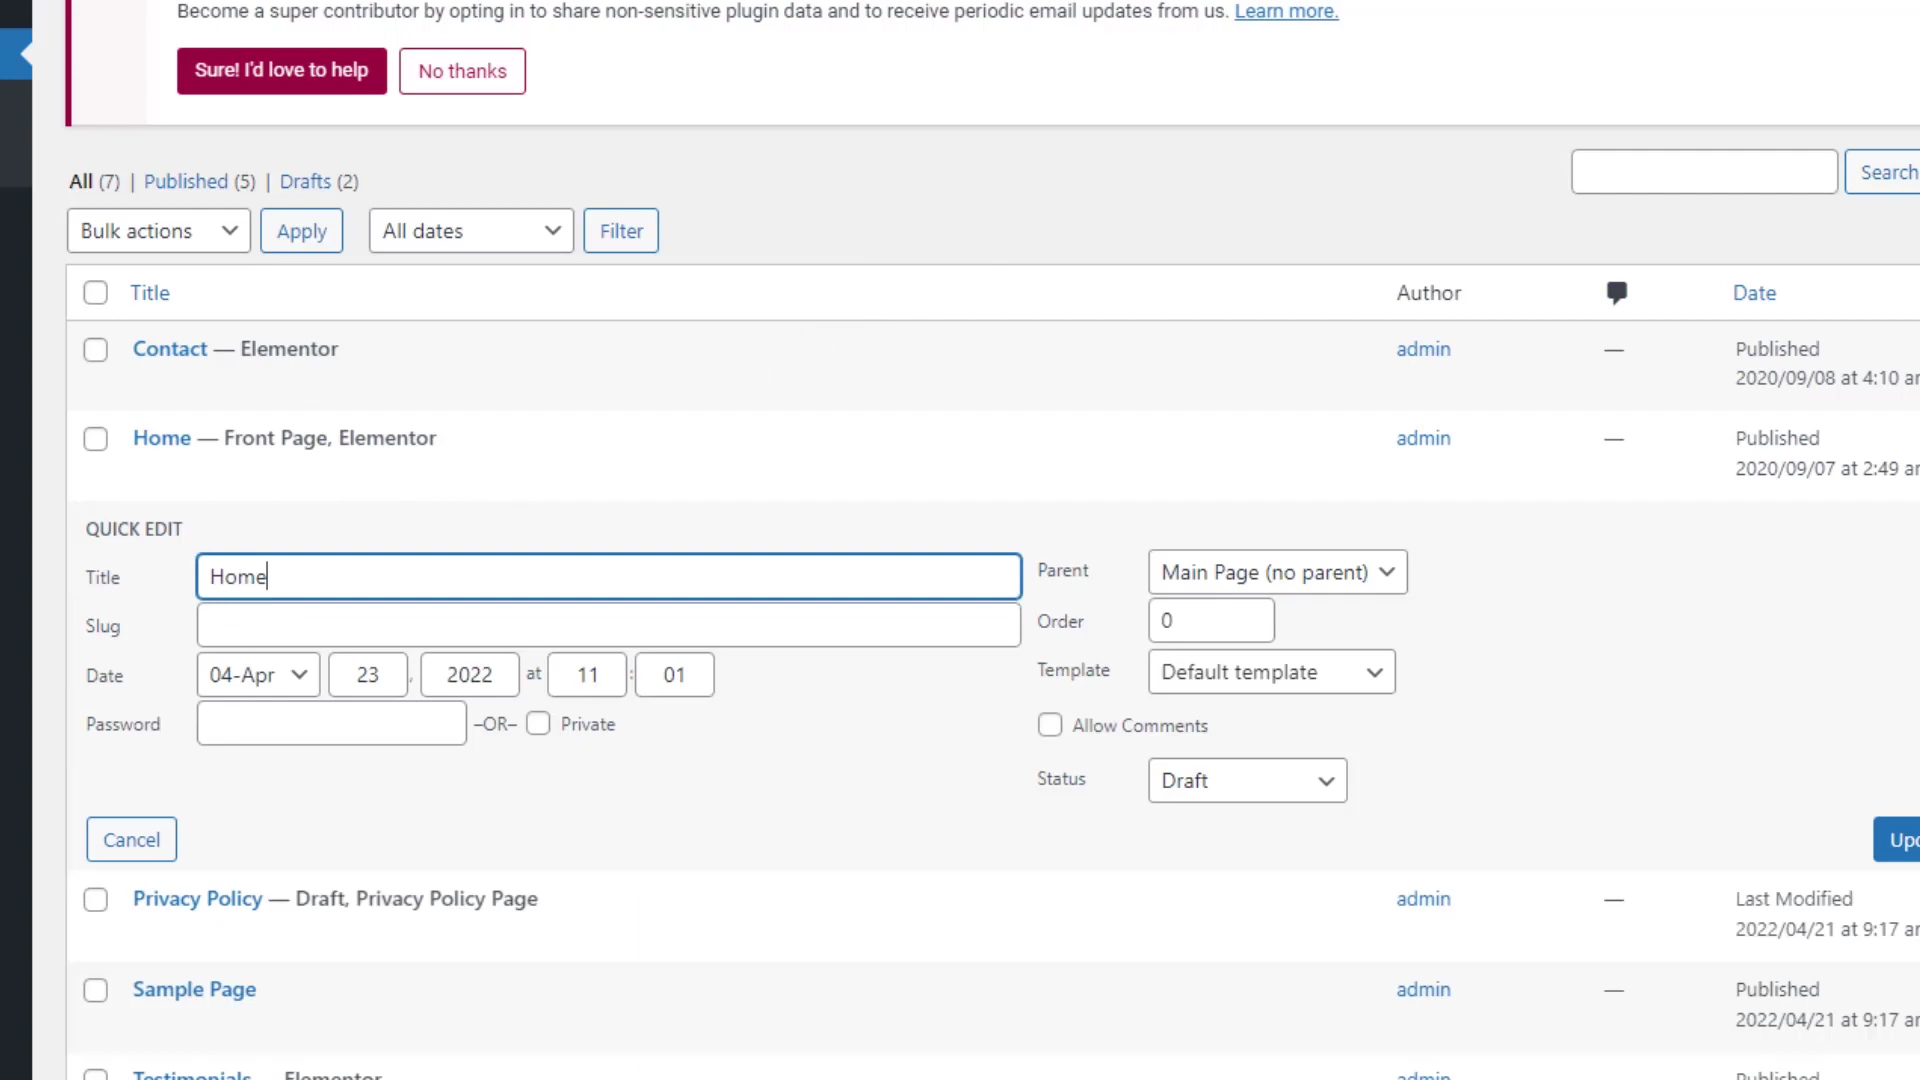 Become a super contributor by opting in to share non-sensitive plugin data and to receive periodic email updates from us. Learn more.
Sure! I'd love to help No thanks
All (7) | Published (5) | Drafts (2)
Search
Bulk actions Apply All dates Filter
Title Author Date
Contact — Elementor admin — Published
2020/09/08 at 4:10 a
Home — Front Page, Elementor admin — Published
2020/09/07 at 2:49 a
QUICK EDIT
Title Home Parent Main Page (no parent)
Slug Order 0
Date 04-Apr 23 , 2022 at 11 : 01 Template Default template
Password –OR– Private Allow Comments
Status Draft
Cancel Up
Privacy Policy — Draft, Privacy Policy Page admin — Last Modified
2022/04/21 at 9:17 a
Sample Page admin — Published
2022/04/21 at 9:17 a
Testimonials — Elementor admin Published